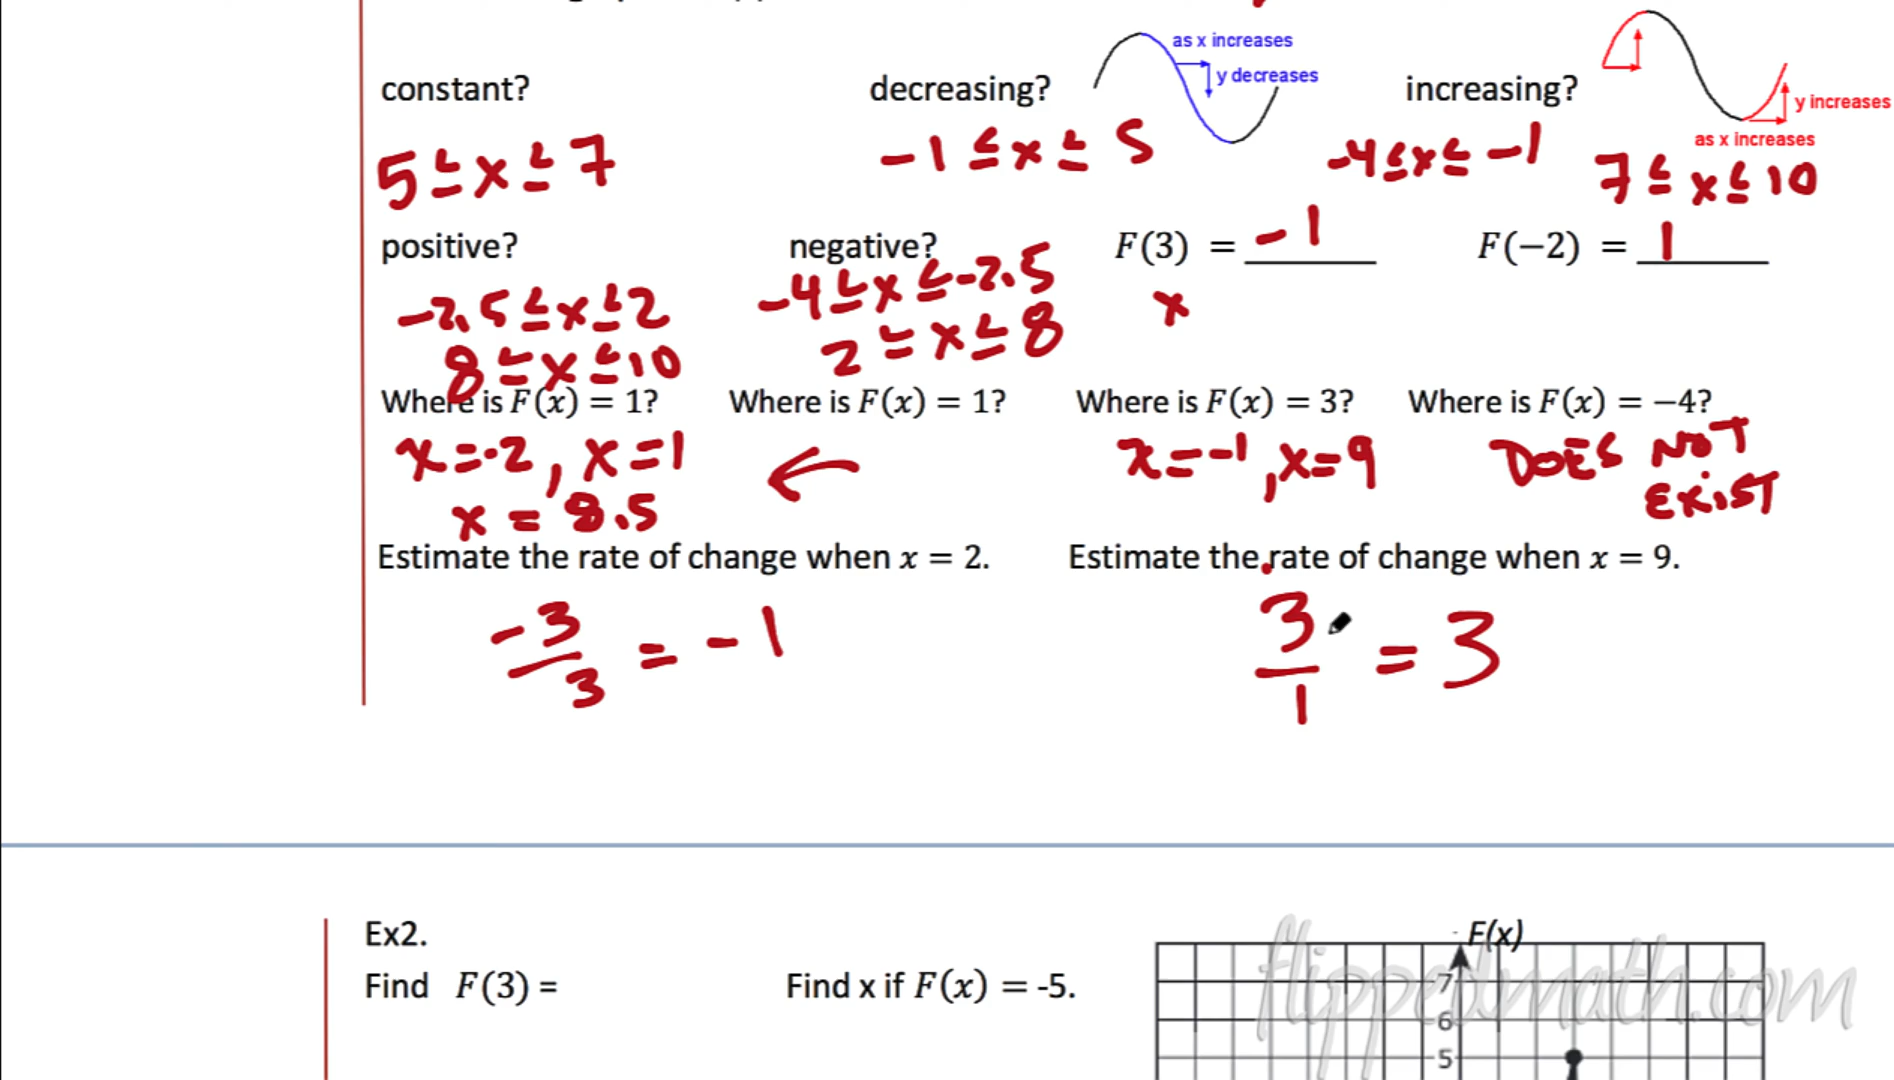 as x increases
y decreases
constant? decreasing? increasing?
y increases
as x increases
5 ≤ x ≤ 7 -1 ≤ x ≤ 5 -4 ≤ x ≤ -1 7 ≤ x ≤ 10
positive? negative? F(3) = -1 F(−2) = 1
-2.5 ≤ x ≤ 2 -4 ≤ x ≤ -2.5 x
8 ≤ x ≤ 10 2 ≤ x ≤ 8
Where is F(x) = 1? Where is F(x) = 1? Where is F(x) = 3? Where is F(x) = −4?
x = -2, x = 1 ← x = -1, x = 9 DOES NOT
x = 8.5 EXiST
Estimate the rate of change when x = 2. Estimate the rate of change when x = 9.
-3/3 = -1 3/1 = 3
Ex2.
F(x)
Find F(3) = Find x if F(x) = -5.
flippedmath.com
7
6
5